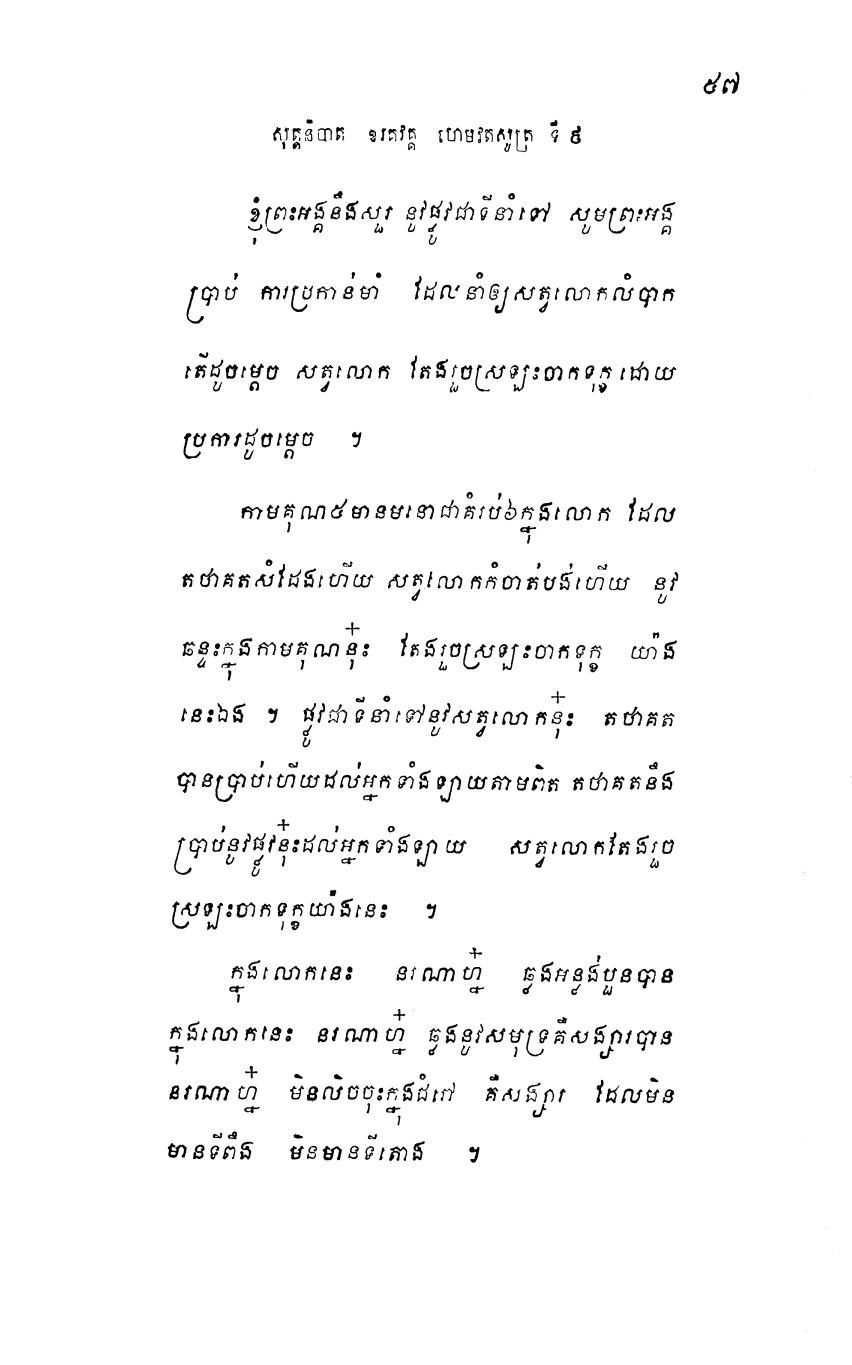 ៥៧
សុត្តនិបាត ឧរគវគ្គ ហេមវតសូត្រ ទី ៩
ខ្ញុំព្រះអង្គនឹងសួរ នូវផ្លូវជាទីនាំទៅ សូមព្រះអង្គ
ប្រាប់ ការប្រកាន់មាំ ដែលនាំឲ្យសត្វលោកលំបាក
តើដូចម្ដេច សត្វលោក តែងរួចស្រឡះចាកទុក្ខដោយ
ប្រការដូចម្ដេច ។
កាមគុណ៥មានមនោជាគំរប់៦ក្នុងលោក ដែល
តថាគតសំដែងហើយ សត្វលោកកំចាត់បង់ហើយ នូវ
ឆន្ទះក្នុងកាមគុណនុ៎ះ តែងរួចស្រឡះចាកទុក្ខ យ៉ាង
នេះឯង ។ ផ្លូវជាទីនាំទៅនូវសត្វលោកនុ៎ះ តថាគត
បានប្រាប់ហើយដល់អ្នកទាំងឡាយតាមពិត តថាគតនឹង
ប្រាប់នូវផ្លូវនុ៎ះដល់អ្នកទាំងឡាយ សត្វលោកតែងរួច
ស្រឡះចាកទុក្ខយ៉ាងនេះ ។
ក្នុងលោកនេះ នរណាហ្ន៎ ឆ្លងអន្លង់បួនបាន
ក្នុងលោកនេះ នរណាហ្ន៎ ឆ្លងនូវសមុទ្រគឺសង្សារបាន
នរណាហ្ន៎ មិនលិចចុះក្នុងជំរៅ គឺសង្សារ ដែលមិន
មានទីពឹង មិនមានទីតោង ។